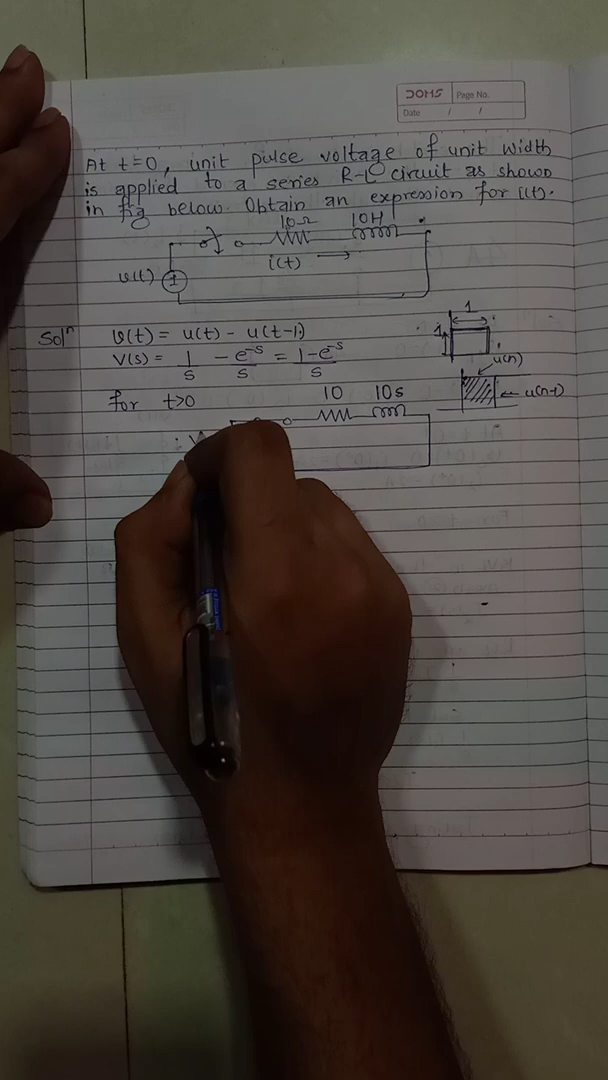 DOMS Page No.
Date / /
At t=0, unit pulse voltage of unit width
is applied to a series R-L circuit as shown
in fig below. Obtain an expression for i(t).
10Ω 10H
i(t)
v(t)
Solⁿ v(t) = u(t) - u(t-1)
V(s) = 1/s - e^-s/s = 1-e^-s/s
1
1
u(n)
u(n-1)
for t>0
10 10s